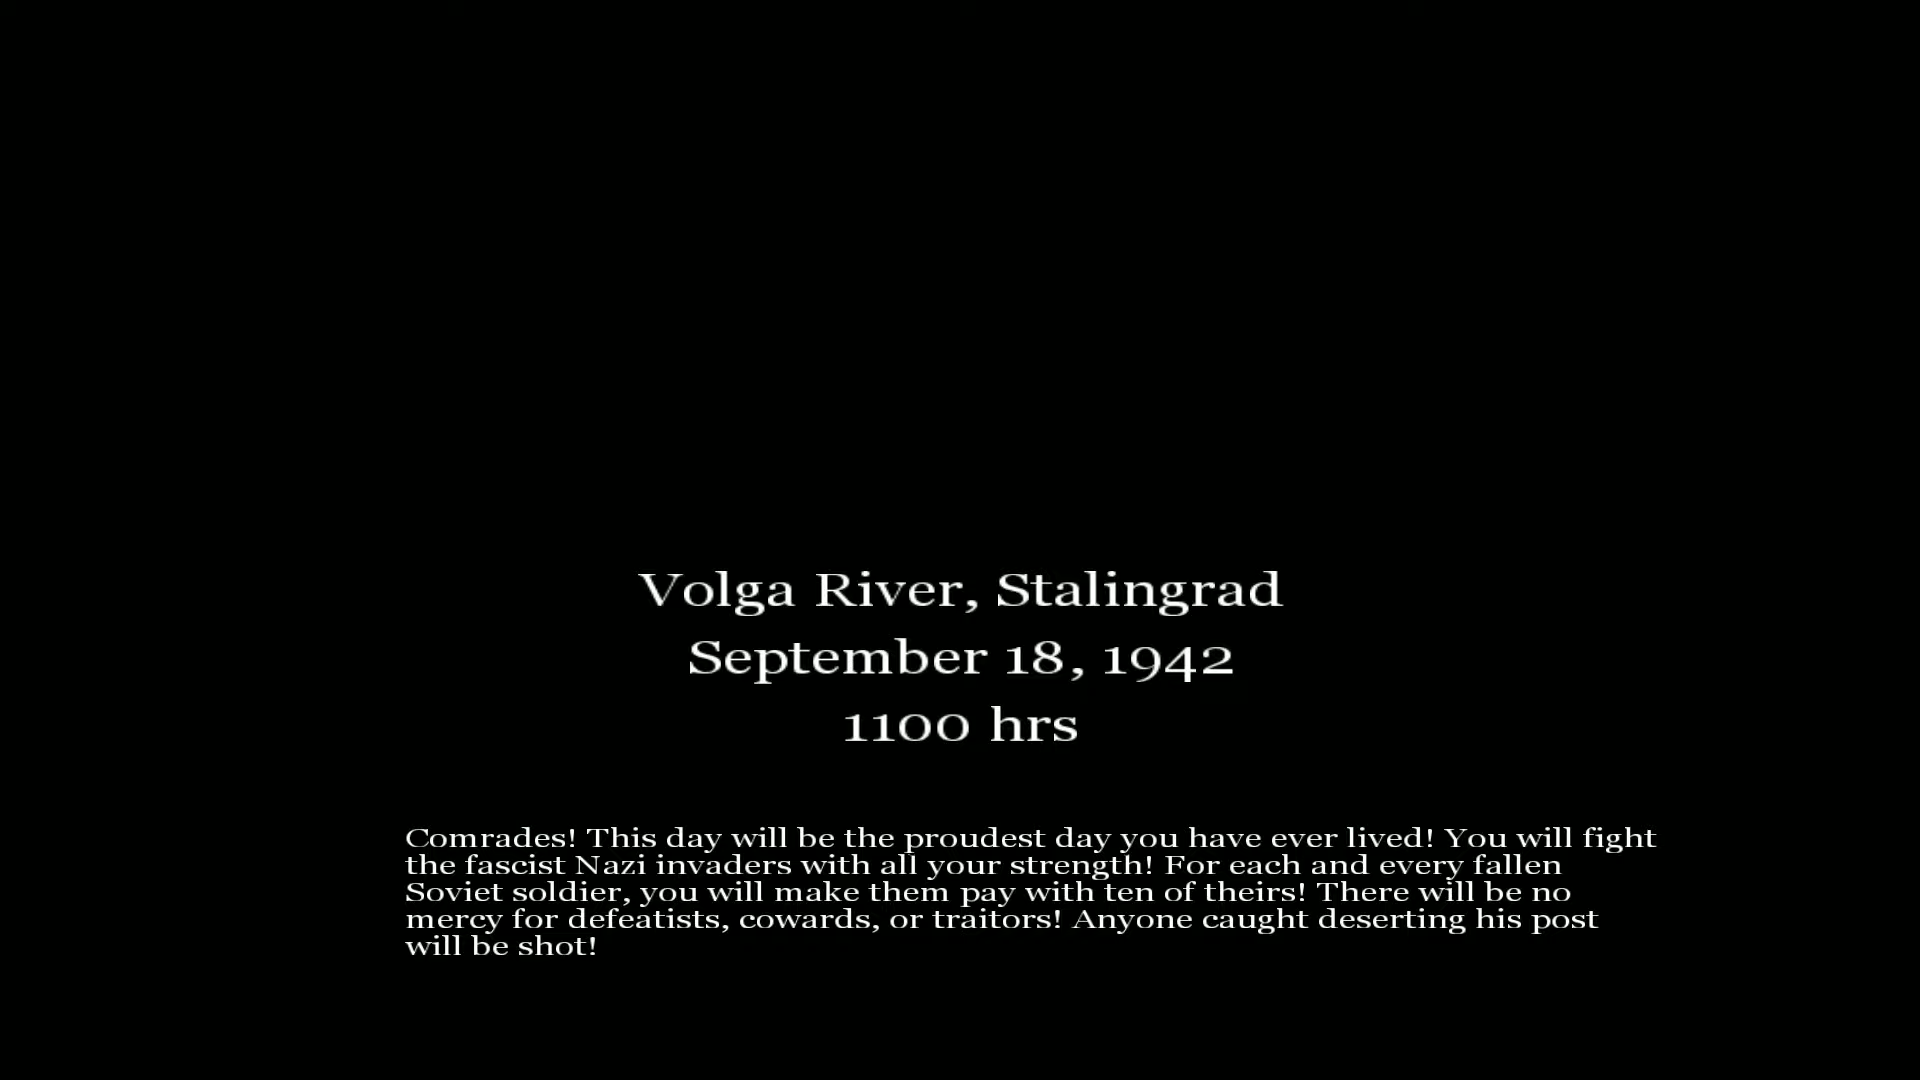 Volga River, Stalingrad
September 18, 1942
1100 hrs
Comrades! This day will be the proudest day you have ever lived! You will fight
the fascist Nazi invaders with all your strength! For each and every fallen
Soviet soldier, you will make them pay with ten of theirs! There will be no
mercy for defeatists, cowards, or traitors! Anyone caught deserting his post
will be shot!